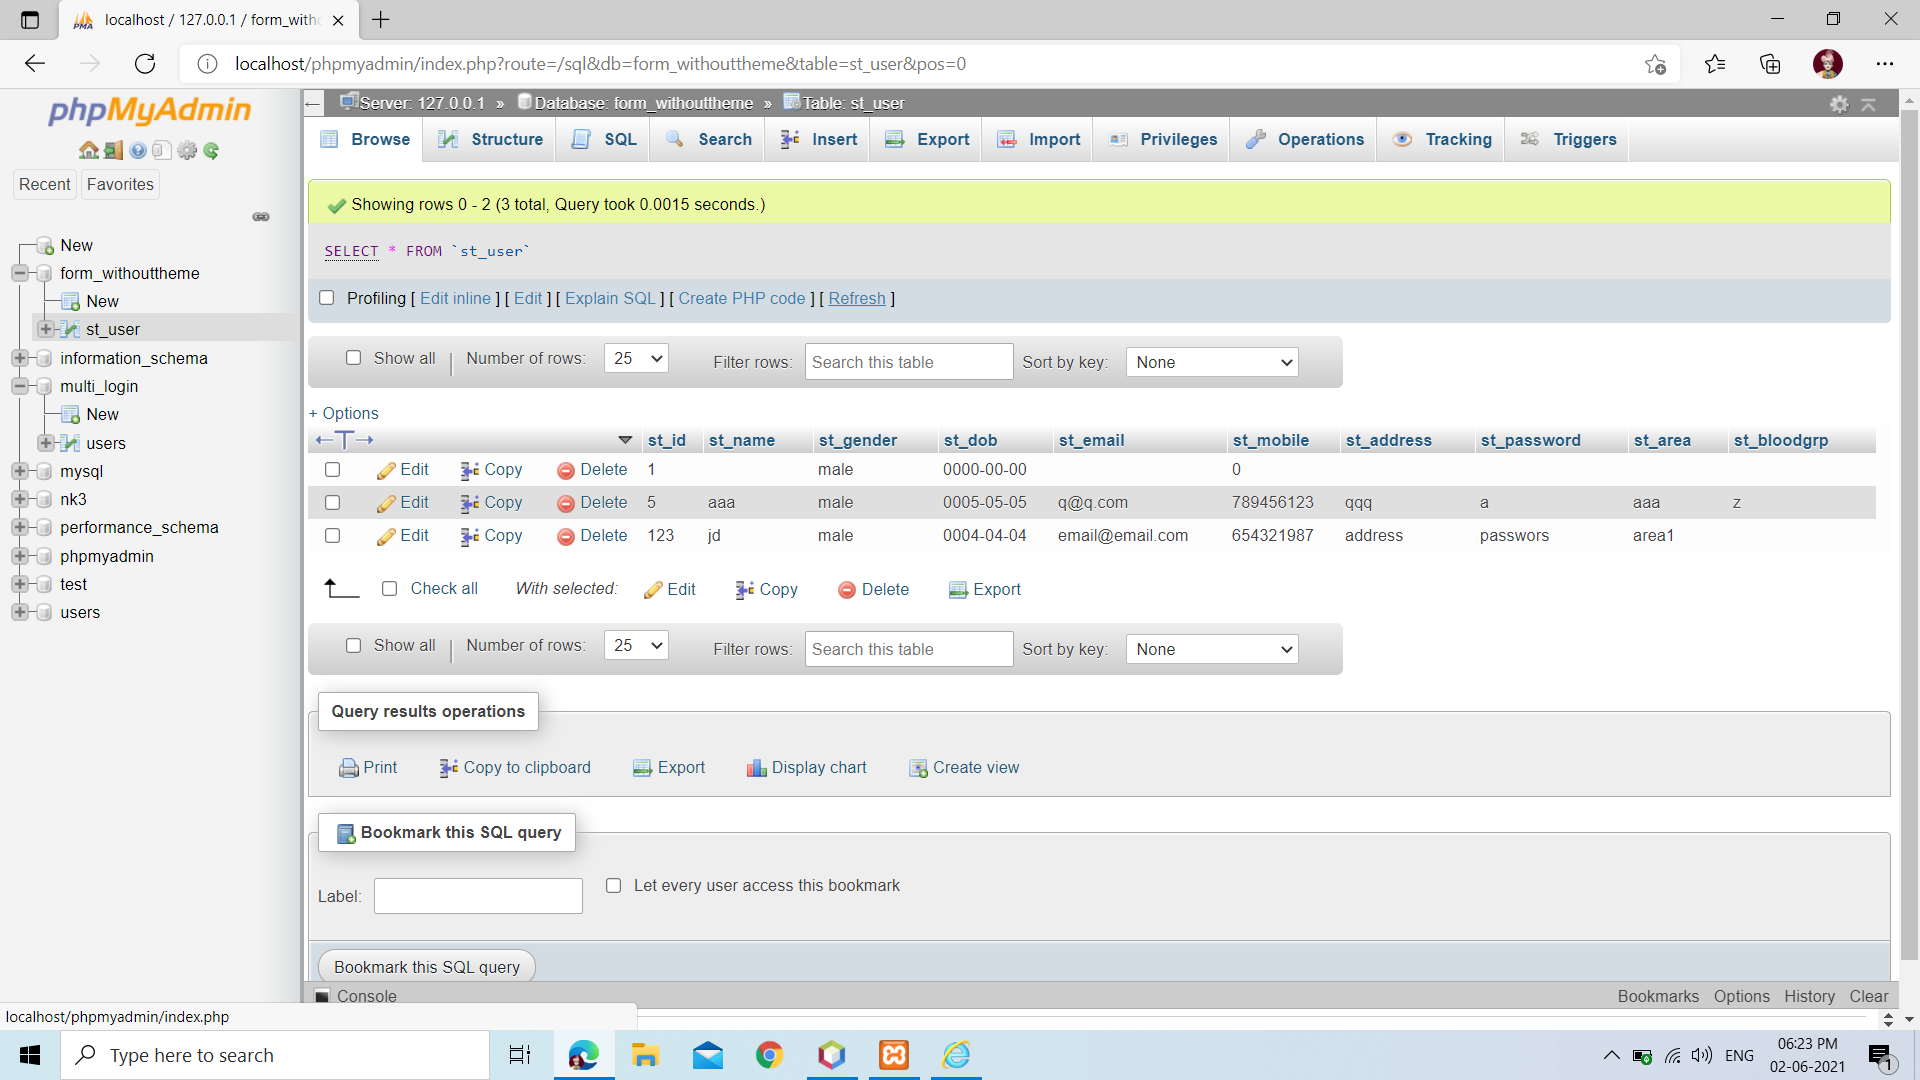 localhost / 127.0.0.1 / form_witho
localhost/phpmyadmin/index.php?route=/sql&db=form_withouttheme&table=st_user&pos=0
phpMyAdmin
Recent Favorites
New
form_withouttheme
New
st_user
information_schema
multi_login
New
users
mysql
nk3
performance_schema
phpmyadmin
test
users
Server: 127.0.0.1 » Database: form_withouttheme » Table: st_user
Browse Structure SQL Search Insert Export Import Privileges Operations Tracking Triggers
Showing rows 0 - 2 (3 total, Query took 0.0015 seconds.)
SELECT * FROM `st_user`
Profiling [ Edit inline ] [ Edit ] [ Explain SQL ] [ Create PHP code ] [ Refresh ]
Show all Number of rows: 25 Filter rows: Search this table Sort by key: None
+ Options
←T→ st_id st_name st_gender st_dob st_email st_mobile st_address st_password st_area st_bloodgrp
Edit Copy Delete 1 male 0000-00-00 0
Edit Copy Delete 5 aaa male 0005-05-05 q@q.com 789456123 qqq a aaa z
Edit Copy Delete 123 jd male 0004-04-04 email@email.com 654321987 address passwors area1
Check all With selected: Edit Copy Delete Export
Show all Number of rows: 25 Filter rows: Search this table Sort by key: None
Query results operations
Print Copy to clipboard Export Display chart Create view
Bookmark this SQL query
Label: Let every user access this bookmark
Bookmark this SQL query
Console Bookmarks Options History Clear
localhost/phpmyadmin/index.php
Type here to search
ENG
06:23 PM
02-06-2021
1